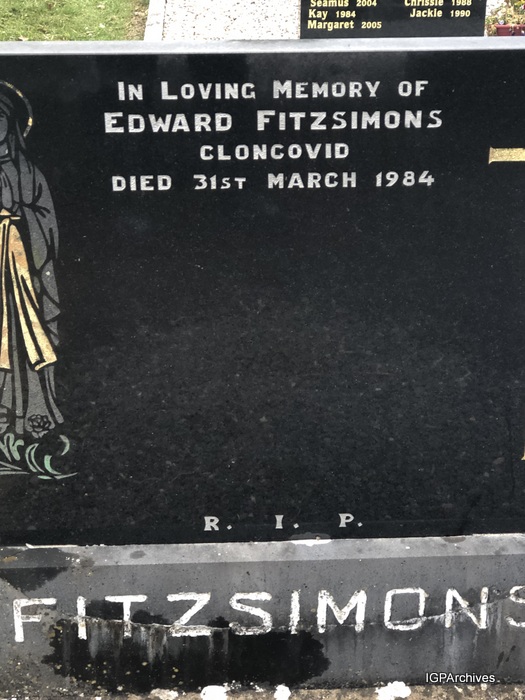 Seamus 2004 Chrissie 1988
Kay 1984 Jackie 1990
Margaret 2005
IN LOVING MEMORY OF
EDWARD FITZSIMONS
CLONCOVID
DIED 31ST MARCH 1984
R. I. P.
FITZSIMONS
IGPArchives